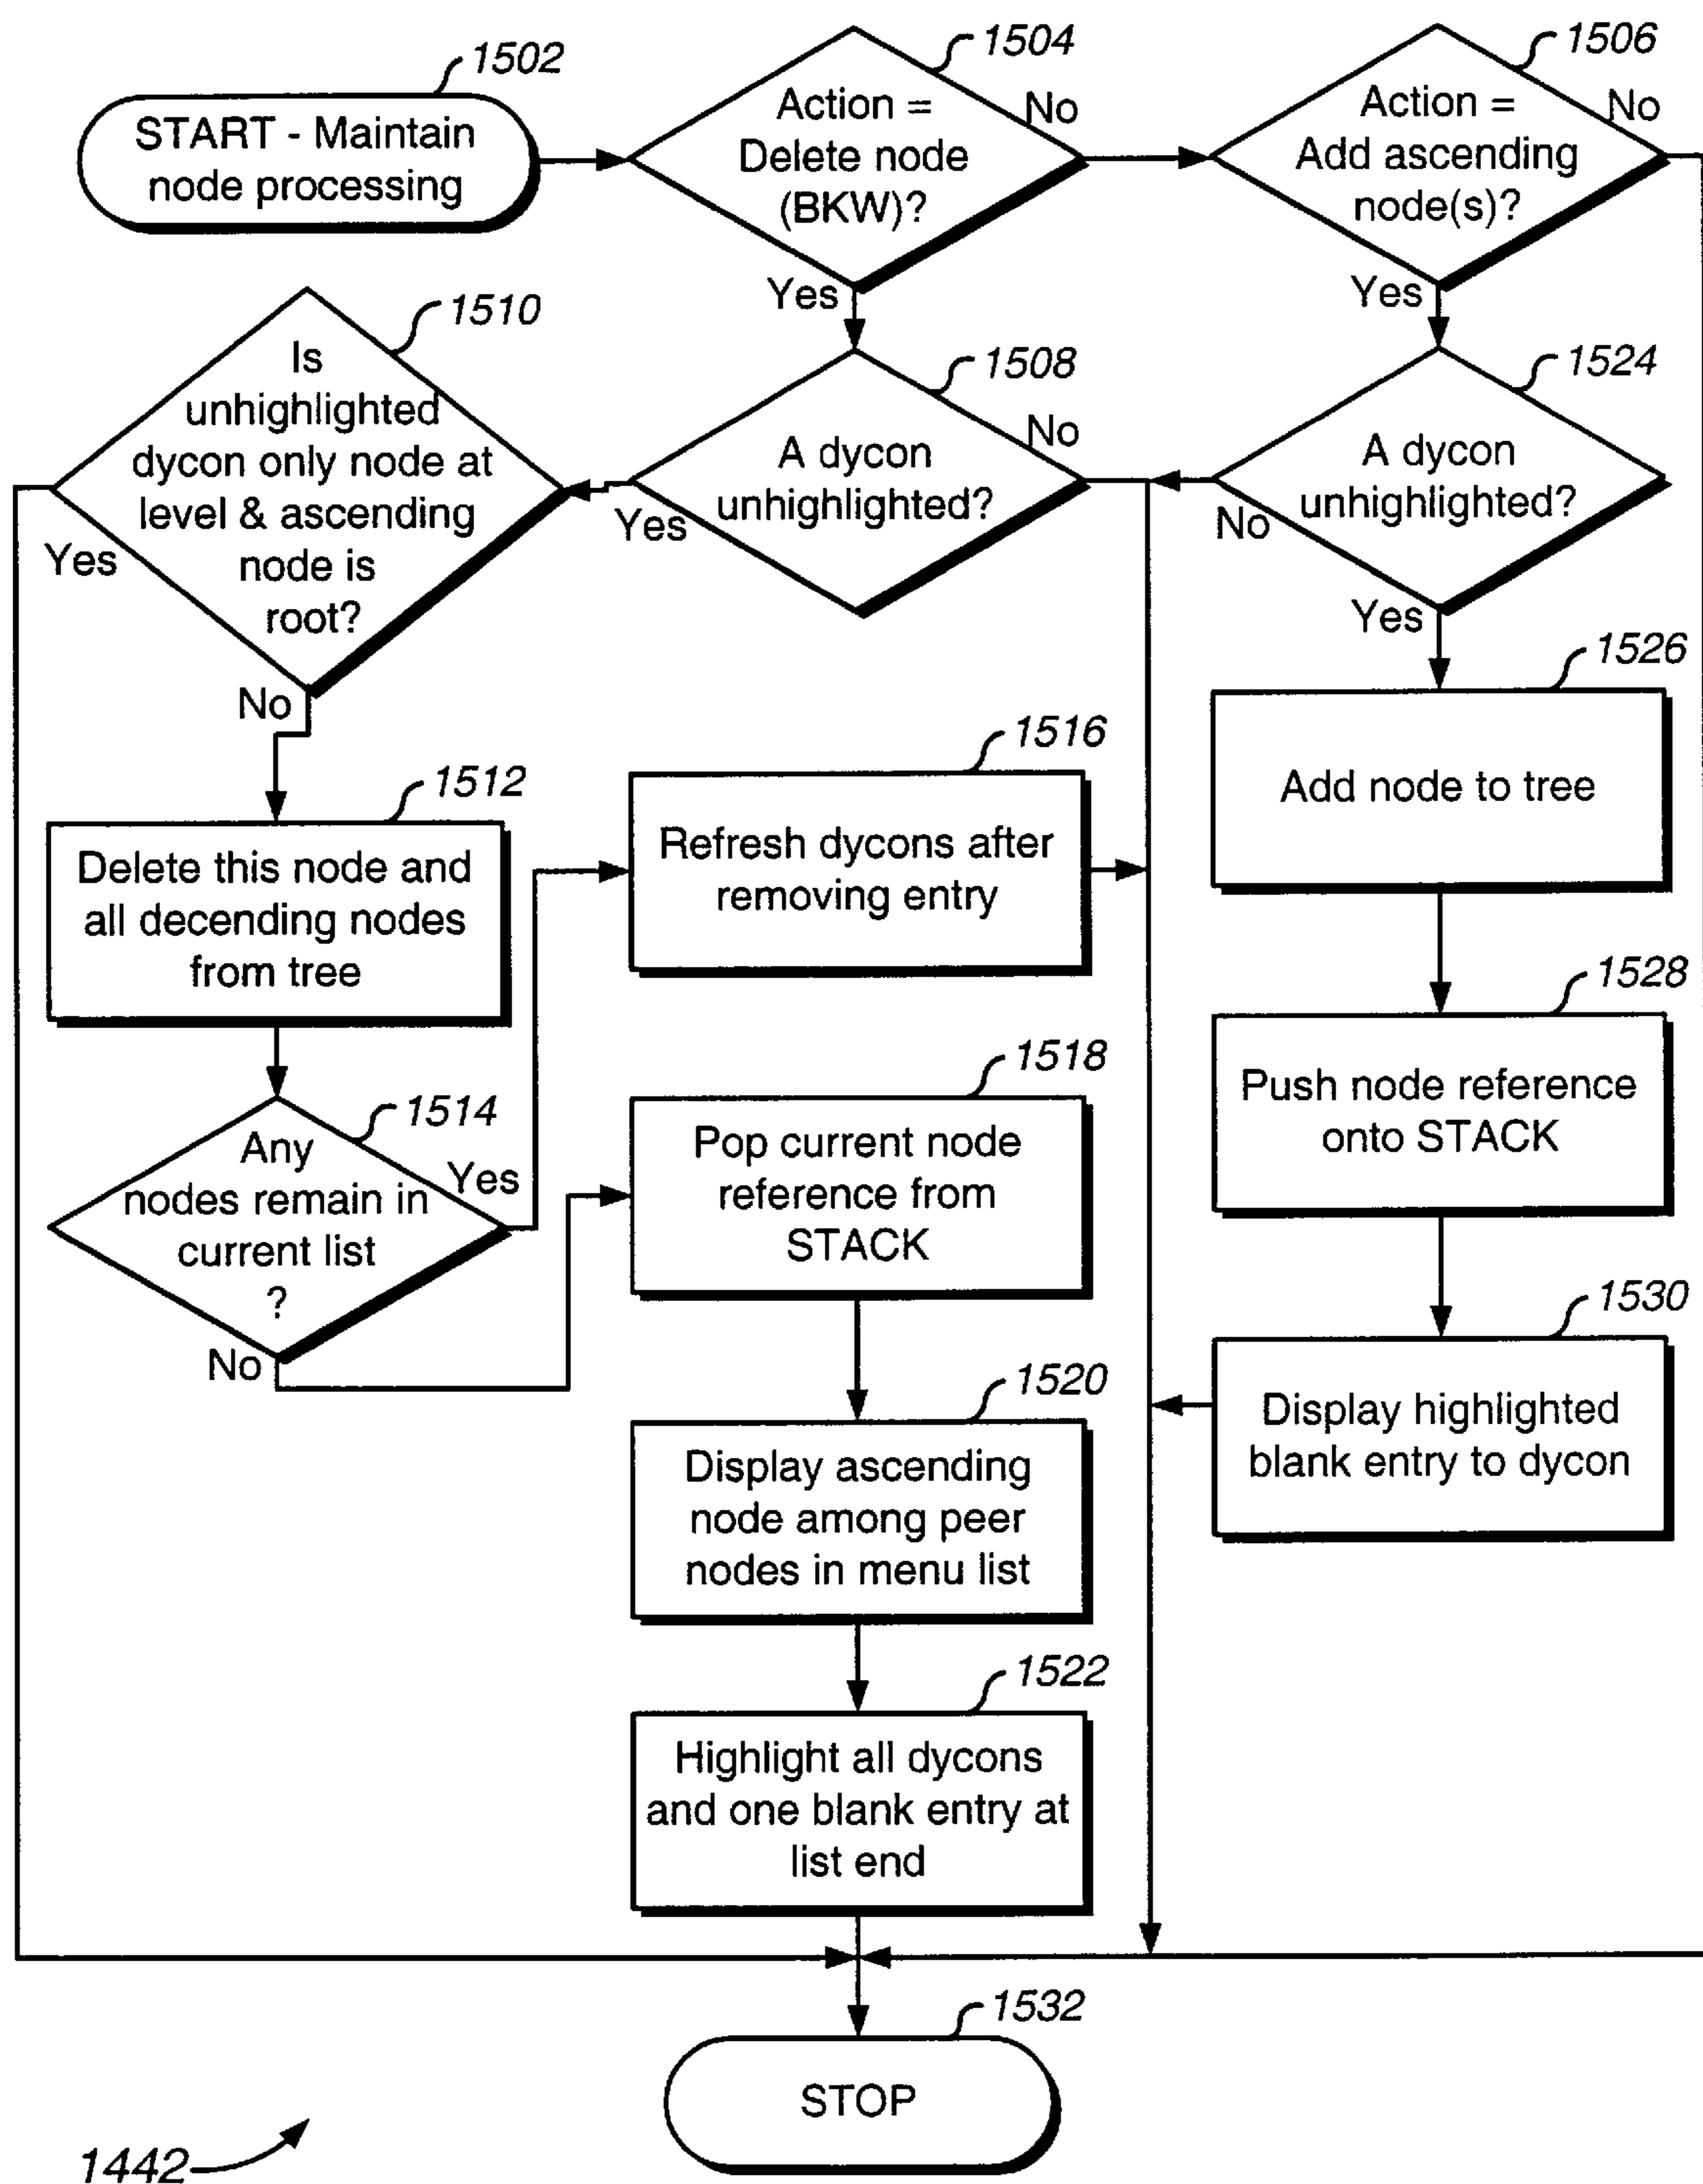 1502
START - Maintain
node processing
1504
Action =
Delete node
(BKW)?
No
Yes
1506
Action =
Add ascending
node(s)?
No
Yes
1510
Is
unhighlighted
dycon only node at
level & ascending
node is
root?
Yes
No
1508
A dycon
unhighlighted?
No
Yes
1524
A dycon
unhighlighted?
No
Yes
1512
Delete this node and
all decending nodes
from tree
1516
Refresh dycons after
removing entry
1526
Add node to tree
1514
Any
nodes remain in
current list
?
Yes
No
1518
Pop current node
reference from
STACK
1528
Push node reference
onto STACK
1520
Display ascending
node among peer
nodes in menu list
1530
Display highlighted
blank entry to dycon
1522
Highlight all dycons
and one blank entry at
list end
1532
STOP
1442